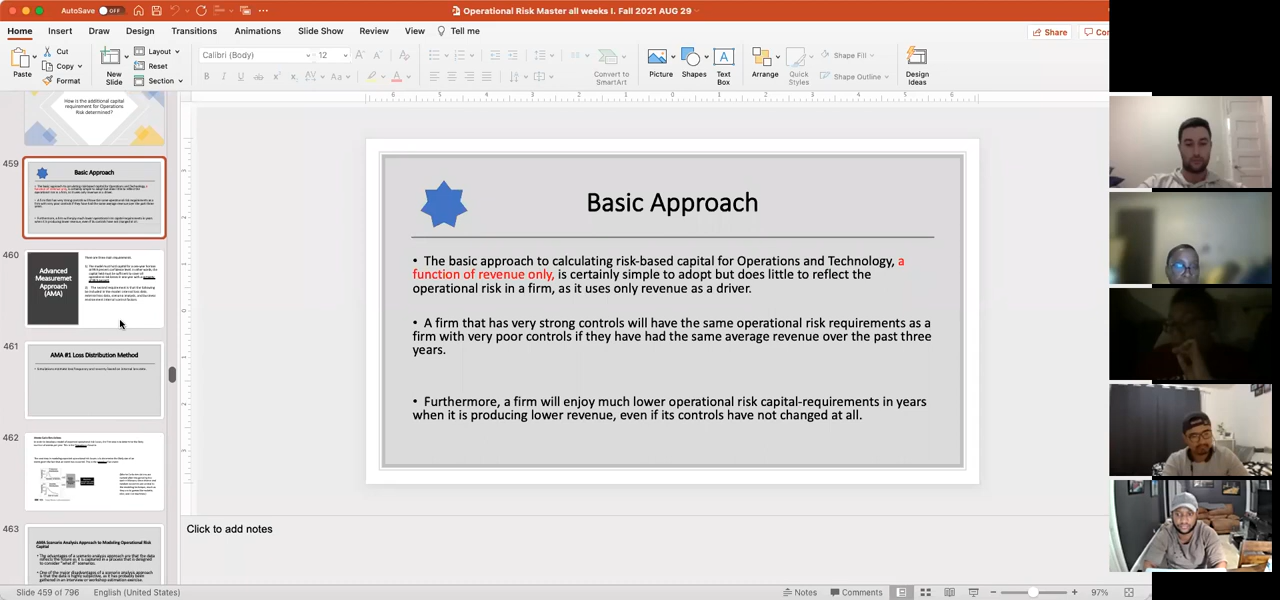 AutoSave OFF
Operational Risk Master all weeks I. Fall 2021 AUG 29
Home Insert Draw Design Transitions Animations Slide Show Review View Tell me
Share
Paste
Cut
Copy
Format
New
Slide
Layout
Reset
Section
Calibri (Body)
12
Convert to
SmartArt
Picture
Shapes
Text
Box
Arrange
Quick
Styles
Shape Fill
Shape Outline
Design
Ideas
How is the additional capital
requirement for Operations
Risk determined?
459
Basic Approach
460
Advanced
Measuremet
Approach
(AMA)
461
AMA #1 Loss Distribution Method
462
463
AMA Scenario Analysis Approach to Modeling Operational Risk
Capital
Basic Approach
• The basic approach to calculating risk-based capital for Operations and Technology, a
function of revenue only, is certainly simple to adopt but does little to reflect the
operational risk in a firm, as it uses only revenue as a driver.
• A firm that has very strong controls will have the same operational risk requirements as a
firm with very poor controls if they have had the same average revenue over the past three
years.
• Furthermore, a firm will enjoy much lower operational risk capital-requirements in years
when it is producing lower revenue, even if its controls have not changed at all.
Click to add notes
Slide 459 of 796 English (United States)
Notes Comments 97%